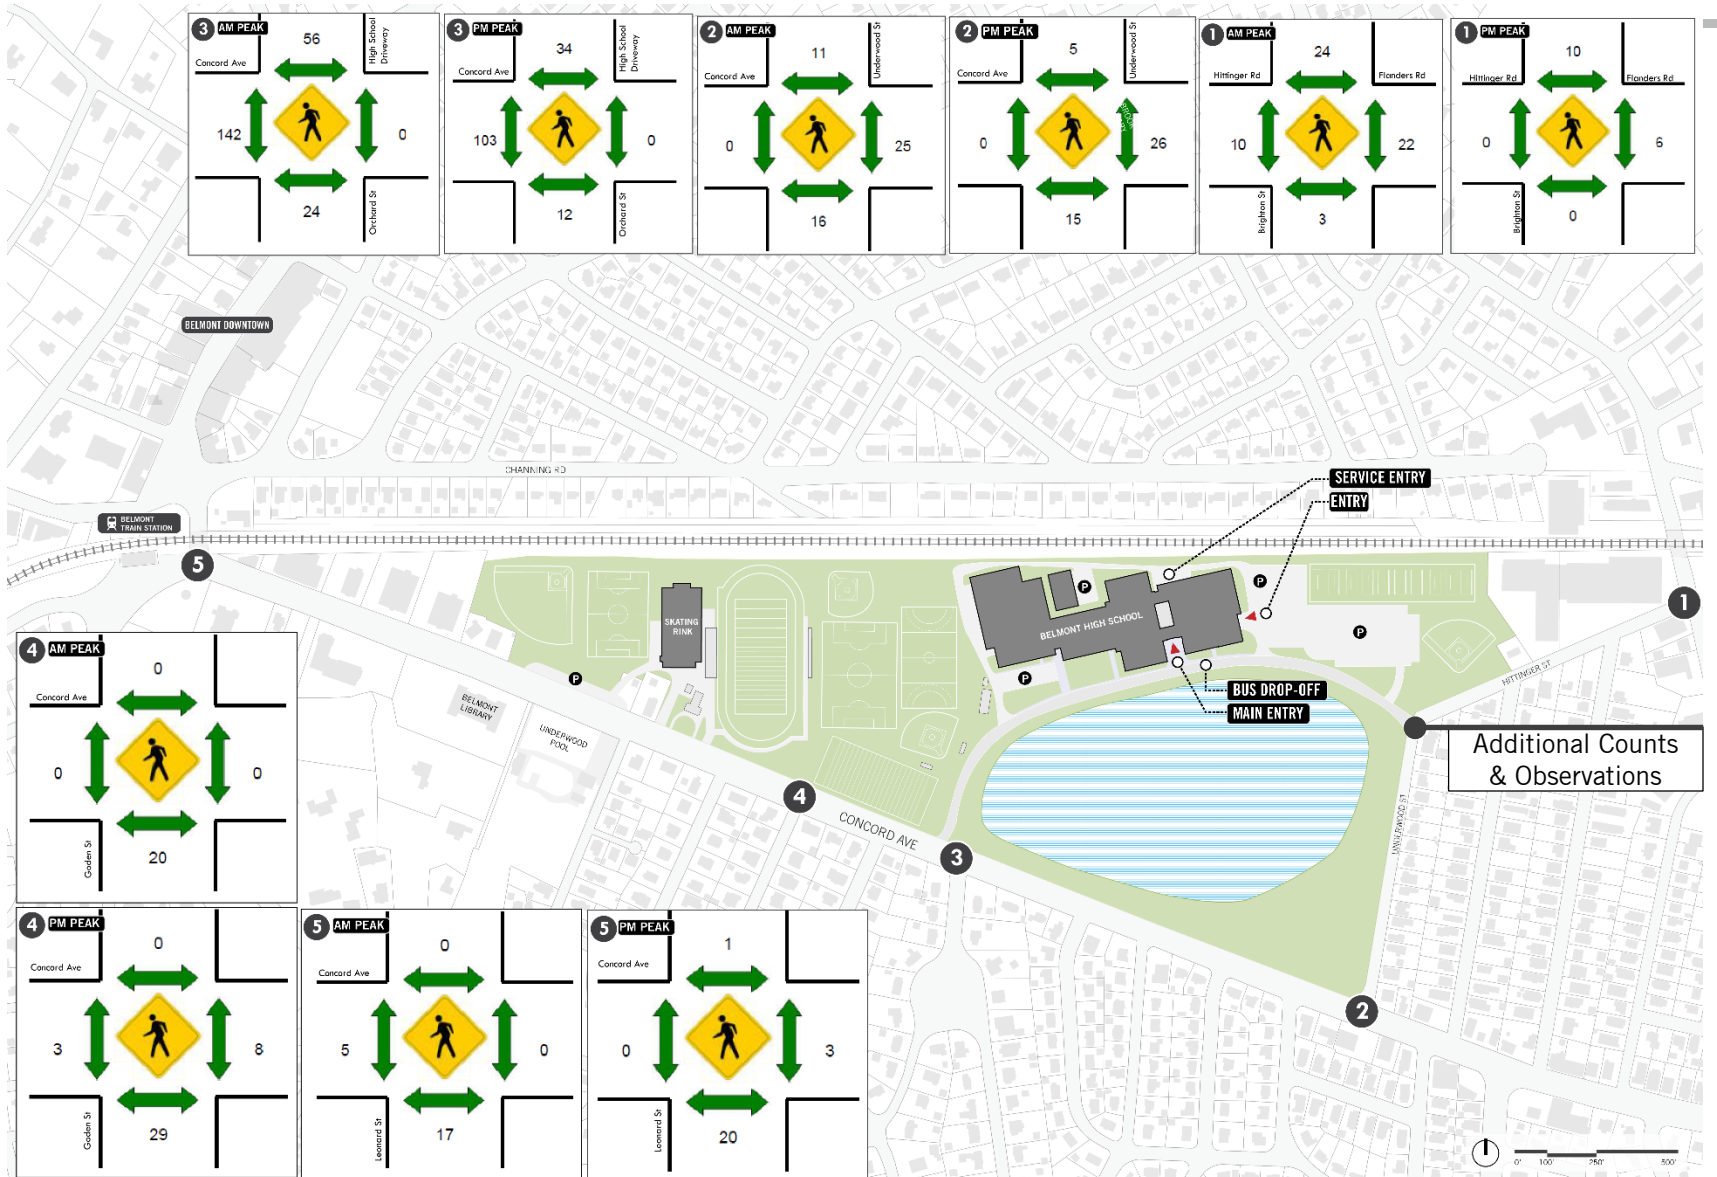 3 AM PEAK
56
High School
Driveway
Concord Ave
142
0
24
Orchard St
3 PM PEAK
34
High School
Driveway
Concord Ave
103
0
12
Orchard St
2 AM PEAK
11
Underwood St
Concord Ave
0
25
16
2 PM PEAK
5
Underwood St
Concord Ave
0
26
15
1 AM PEAK
24
Hittinger Rd
Flanders Rd
10
22
3
Brighton St
1 PM PEAK
10
Hittinger Rd
Flanders Rd
0
6
0
Brighton St
BELMONT DOWNTOWN
CHANNING RD
SERVICE ENTRY
ENTRY
BELMONT
TRAIN STATION
5
P
P
1
SKATING
RINK
BELMONT HIGH SCHOOL
P
P
P
HITTINGER ST
BUS DROP-OFF
MAIN ENTRY
BELMONT
LIBRARY
UNDERWOOD
POOL
Additional Counts
& Observations
4
CONCORD AVE
3
UNDERWOOD ST
2
4 AM PEAK
0
Concord Ave
0
0
20
Goden St
4 PM PEAK
0
Concord Ave
3
8
29
Goden St
5 AM PEAK
0
Concord Ave
5
0
17
Leonard St
5 PM PEAK
1
Concord Ave
0
3
20
Leonard St
0' 100' 250' 500'